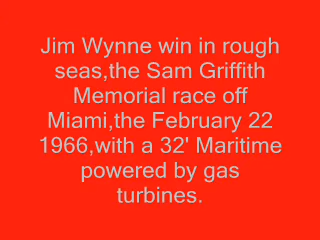 Jim Wynne win in rough
seas,the Sam Griffith
Memorial race off
Miami,the February 22
1966,with a 32' Maritime
powered by gas
turbines.